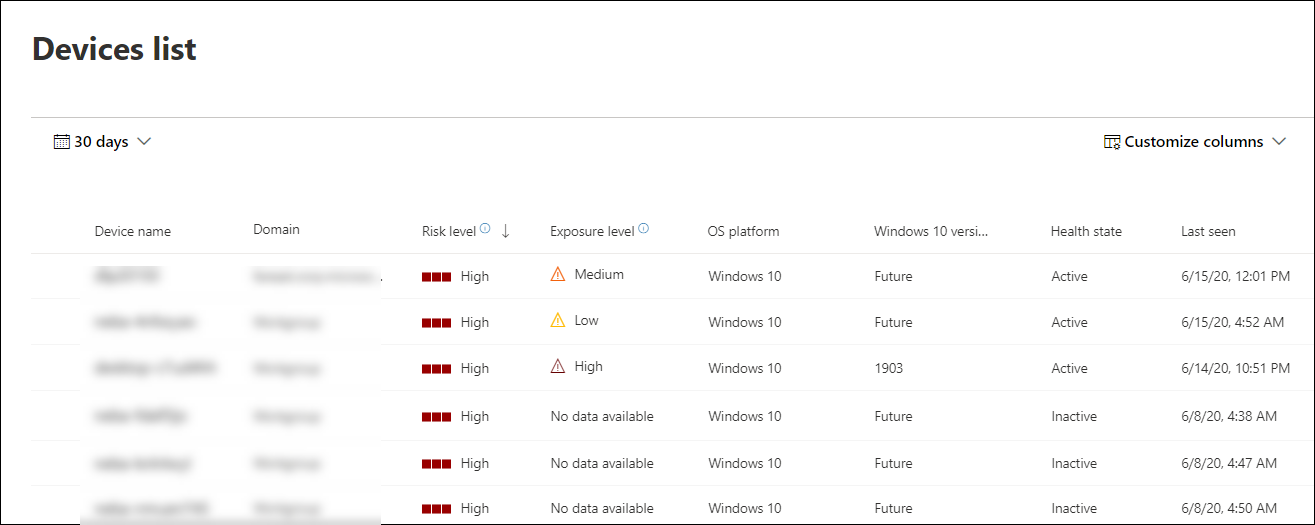 Devices list
30 days
Customize columns
Device name Domain Risk level Exposure level OS platform Windows 10 versi... Health state Last seen
High Medium Windows 10 Future Active 6/15/20, 12:01 PM
High Low Windows 10 Future Active 6/15/20, 4:52 AM
High High Windows 10 1903 Active 6/14/20, 10:51 PM
High No data available Windows 10 Future Inactive 6/8/20, 4:38 AM
High No data available Windows 10 Future Inactive 6/8/20, 4:47 AM
High No data available Windows 10 Future Inactive 6/8/20, 4:50 AM